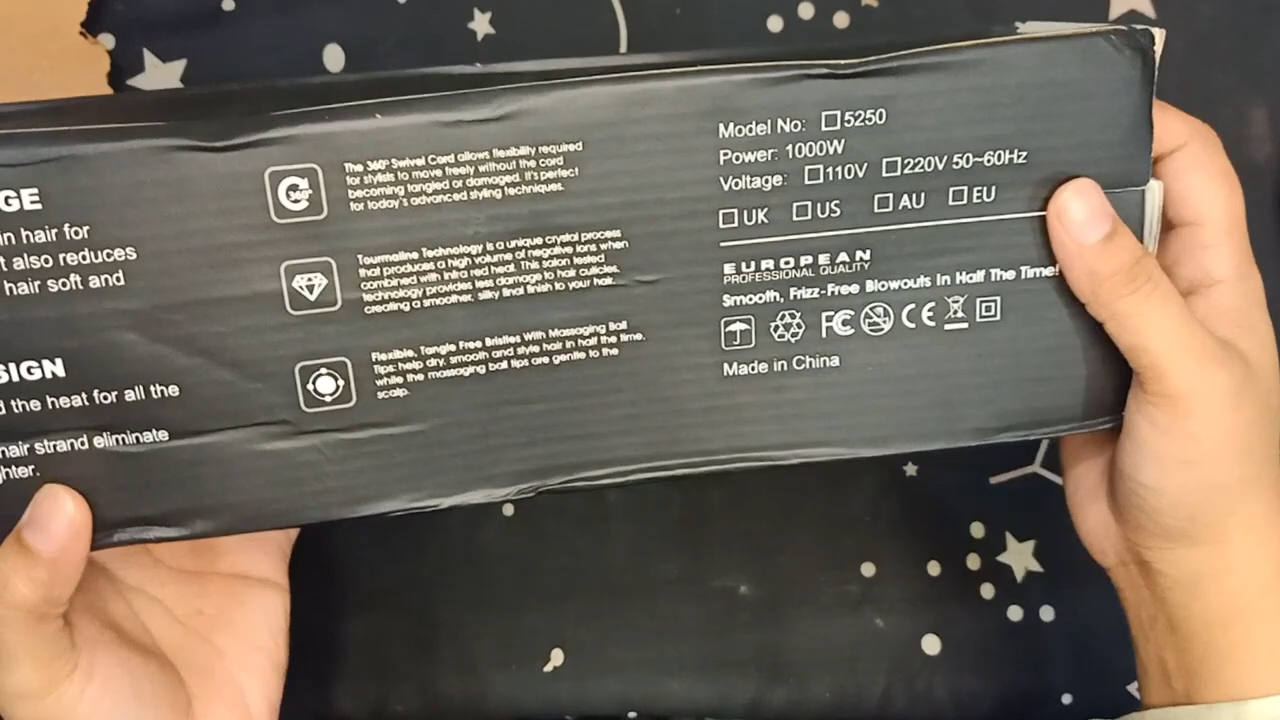 GE
in hair for
t also reduces
hair soft and
SIGN
d the heat for all the
hair strand eliminate
hter.
360°
The 360° Swivel Cord allows flexibility required
for stylists to move freely without the cord
becoming tangled or damaged. It's perfect
for today's advanced styling techniques.
Tourmaline Technology is a unique crystal process
that produces a high volume of negative ions when
combined with infra red heat. This salon tested
technology provides less damage to hair cuticles,
creating a smoother, silky final finish to your hair.
Flexible, Tangle Free Bristles With Massaging Ball
Tips: help dry, smooth and style hair in half the time,
while the massaging ball tips are gentle to the
scalp.
Model No: 5250
Power: 1000W
Voltage: 110V 220V 50~60Hz
UK US AU EU
EUROPEAN
PROFESSIONAL QUALITY
Smooth, Frizz-Free Blowouts In Half The Time!
FC CE
Made in China